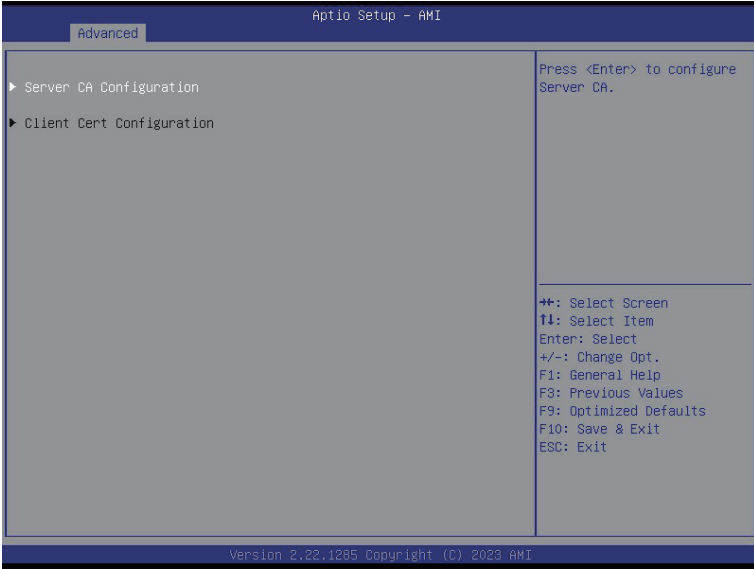 Aptio Setup – AMI
Advanced
Server CA Configuration
Client Cert Configuration
Press <Enter> to configure
Server CA.
→←: Select Screen
↑↓: Select Item
Enter: Select
+/-: Change Opt.
F1: General Help
F3: Previous Values
F9: Optimized Defaults
F10: Save & Exit
ESC: Exit
Version 2.22.1285 Copyright (C) 2023 AMI